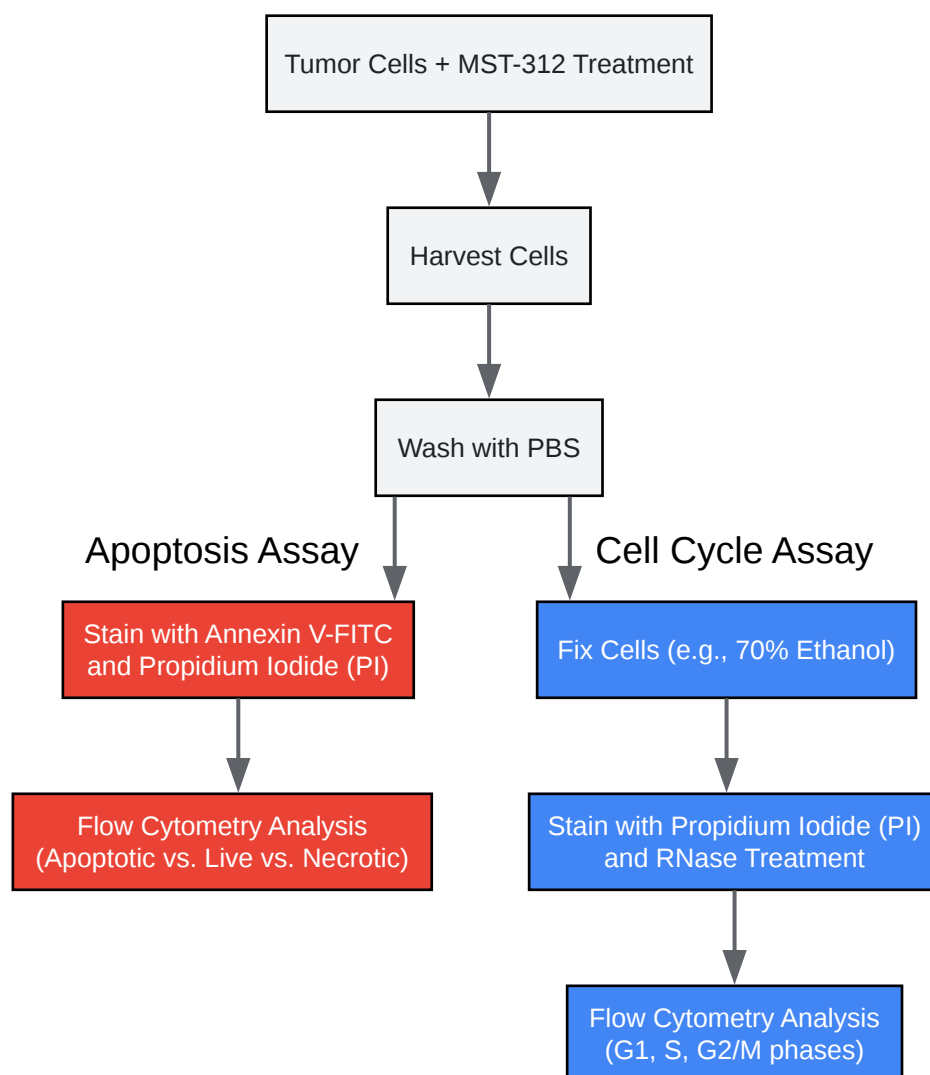 Tumor Cells + MST-312 Treatment
Harvest Cells
Wash with PBS
Apoptosis Assay
Cell Cycle Assay
Stain with Annexin V-FITC
and Propidium Iodide (PI)
Fix Cells (e.g., 70% Ethanol)
Flow Cytometry Analysis
(Apoptotic vs. Live vs. Necrotic)
Stain with Propidium Iodide (PI)
and RNase Treatment
Flow Cytometry Analysis
(G1, S, G2/M phases)